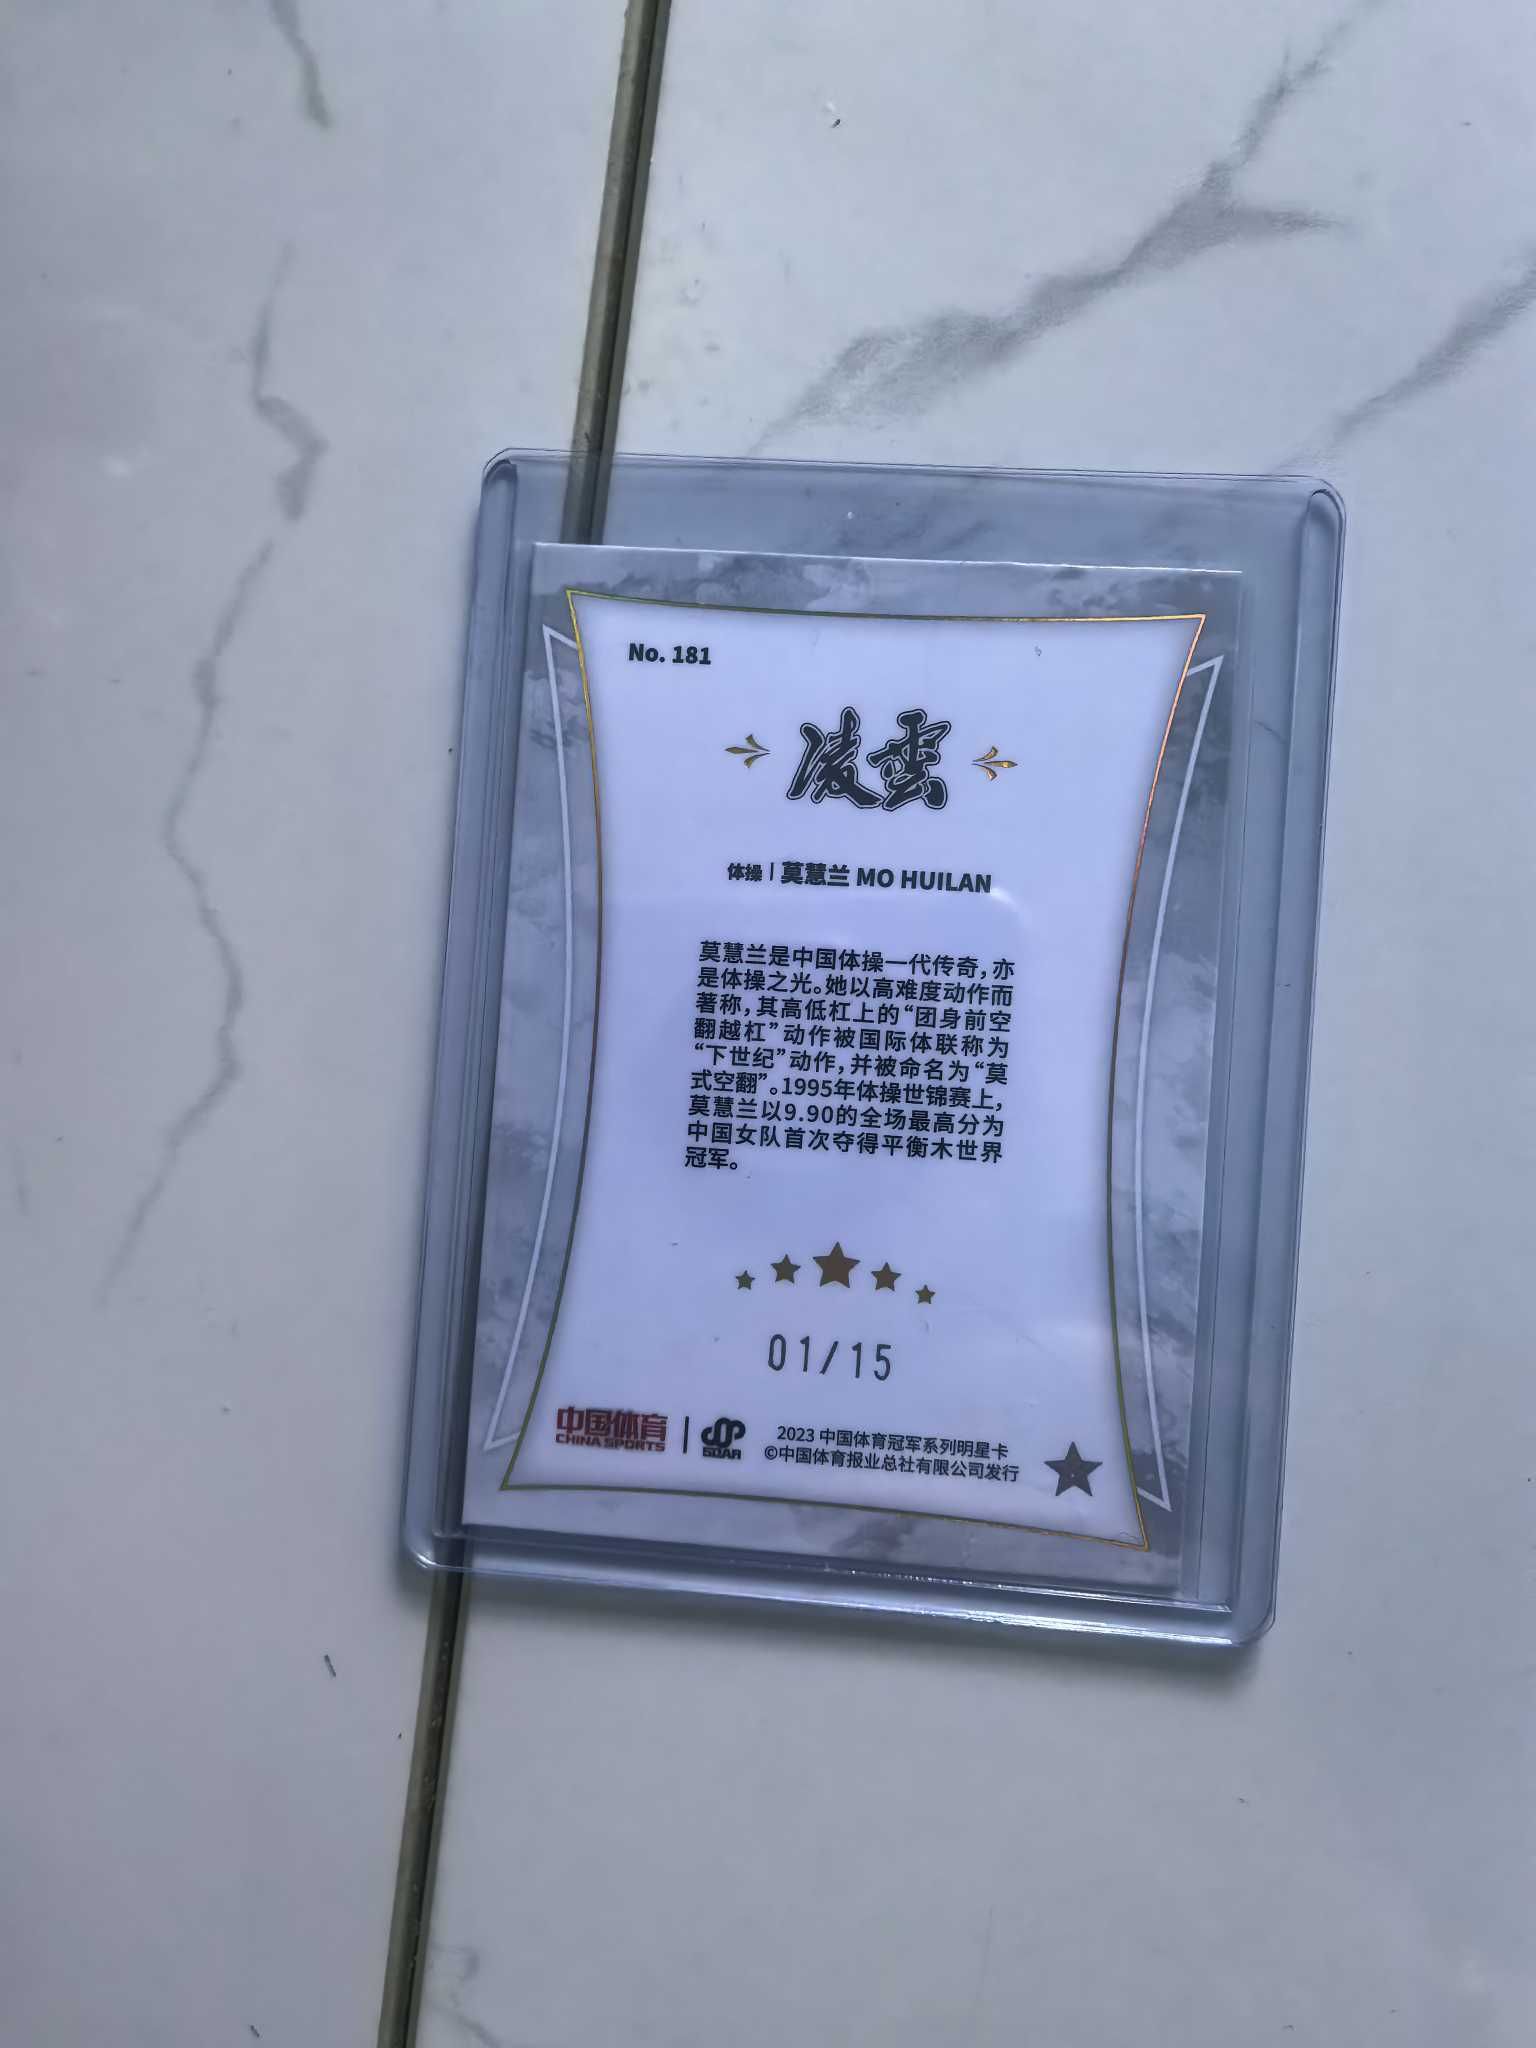 No. 181
凌雲
体操 | 莫慧兰 MO HUILAN
莫慧兰是中国体操一代传奇，亦
是体操之光。她以高难度动作而
著称，其高低杠上的“团身前空
翻越杠”动作被国际体联称为
“下世纪”动作，并被命名为“莫
式空翻”。1995年体操世锦赛上，
莫慧兰以9.90的全场最高分为
中国女队首次夺得平衡木世界
冠军。
01/15
中国体育
CHINA SPORTS
2023 中国体育冠军系列明星卡
©中国体育报业总社有限公司发行